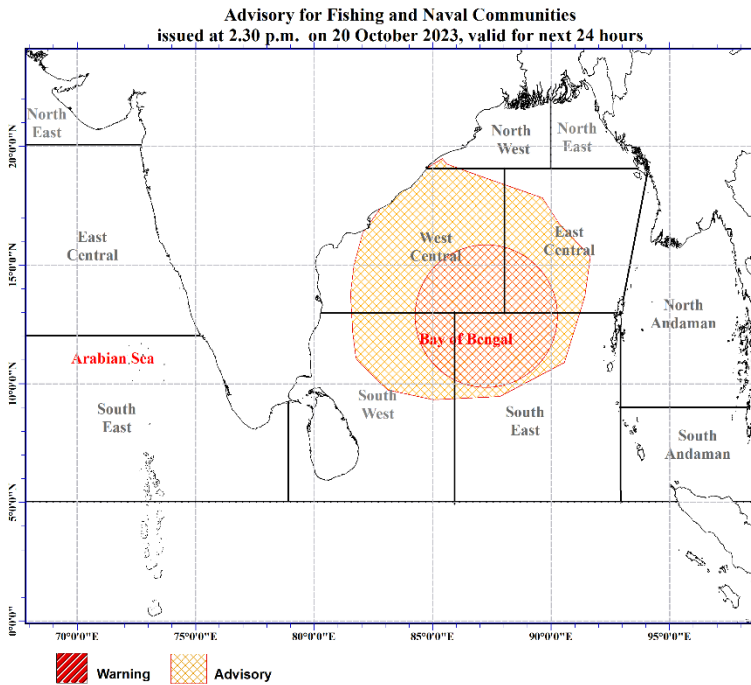 Advisory for Fishing and Naval Communities
issued at 2.30 p.m. on 20 October 2023, valid for next 24 hours
North
East
North
West
North
East
20°0'0"N
East
Central
West
Central
East
Central
15°0'0"N
North
Andaman
Bay of Bengal
Arabian Sea
10°0'0"N
South
East
South
West
South
East
South
Andaman
5°0'0"N
0°0'0"
70°0'0"E
75°0'0"E
80°0'0"E
85°0'0"E
90°0'0"E
95°0'0"E
Warning
Advisory